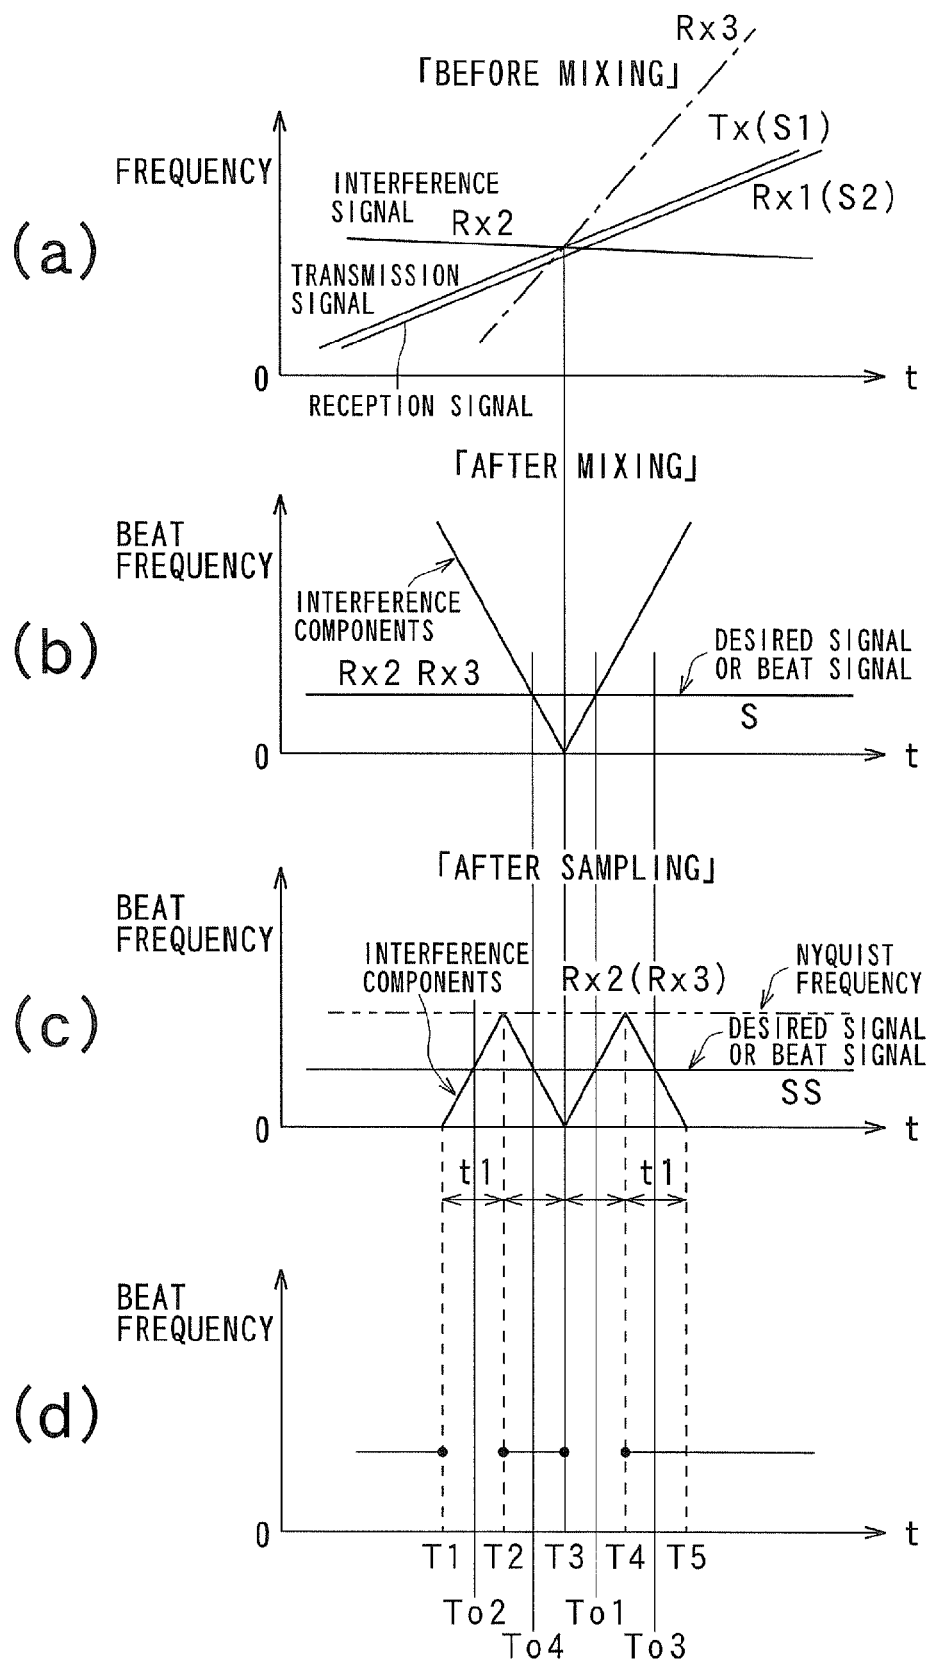 Rx3
「BEFORE MIXING」
Tx(S1)
FREQUENCY
INTERFERENCE
SIGNAL
Rx2
Rx1(S2)
(a)
TRANSMISSION
SIGNAL
0
t
RECEPTION SIGNAL
「AFTER MIXING」
BEAT
FREQUENCY
INTERFERENCE
COMPONENTS
(b)
DESIRED SIGNAL
OR BEAT SIGNAL
Rx2 Rx3
S
0
t
「AFTER SAMPLING」
BEAT
FREQUENCY
INTERFERENCE
COMPONENTS
Rx2(Rx3)
NYQUIST
FREQUENCY
(c)
DESIRED SIGNAL
OR BEAT SIGNAL
SS
0
t
t1
t1
BEAT
FREQUENCY
(d)
0
t
T1 T2 T3 T4 T5
To2 To1
To4 To3